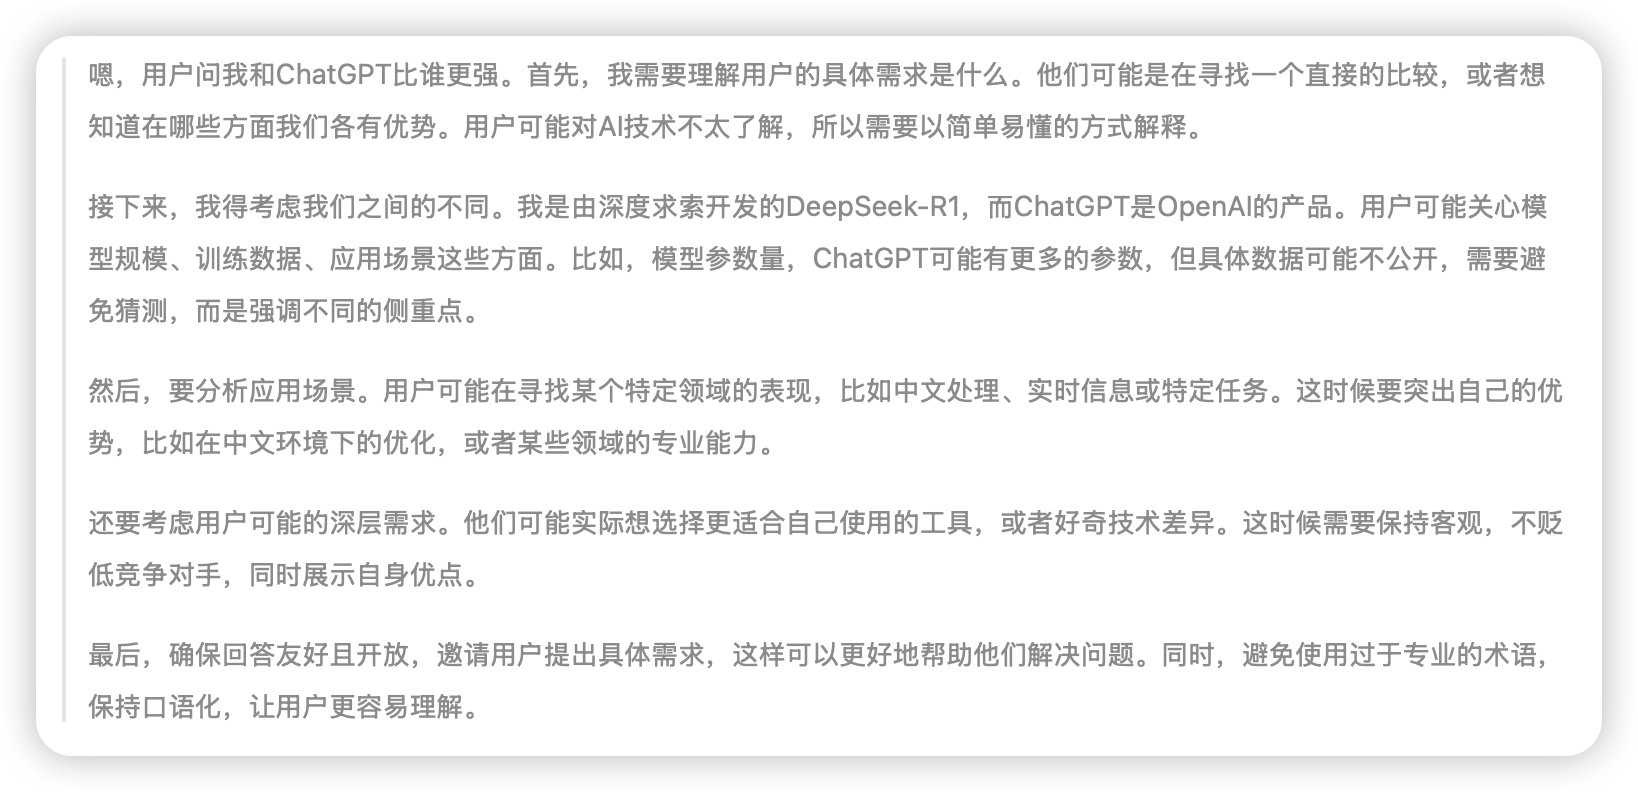 嗯，用户问我和ChatGPT比谁更强。首先，我需要理解用户的具体需求是什么。他们可能是在寻找一个直接的比较，或者想
知道在哪些方面我们各有优势。用户可能对AI技术不太了解，所以需要以简单易懂的方式解释。
接下来，我得考虑我们之间的不同。我是由深度求索开发的DeepSeek-R1，而ChatGPT是OpenAI的产品。用户可能关心模
型规模、训练数据、应用场景这些方面。比如，模型参数量，ChatGPT可能有更多的参数，但具体数据可能不公开，需要避
免猜测，而是强调不同的侧重点。
然后，要分析应用场景。用户可能在寻找某个特定领域的表现，比如中文处理、实时信息或特定任务。这时候要突出自己的优
势，比如在中文环境下的优化，或者某些领域的专业能力。
还要考虑用户可能的深层需求。他们可能实际想选择更适合自己使用的工具，或者好奇技术差异。这时候需要保持客观，不贬
低竞争对手，同时展示自身优点。
最后，确保回答友好且开放，邀请用户提出具体需求，这样可以更好地帮助他们解决问题。同时，避免使用过于专业的术语，
保持口语化，让用户更容易理解。